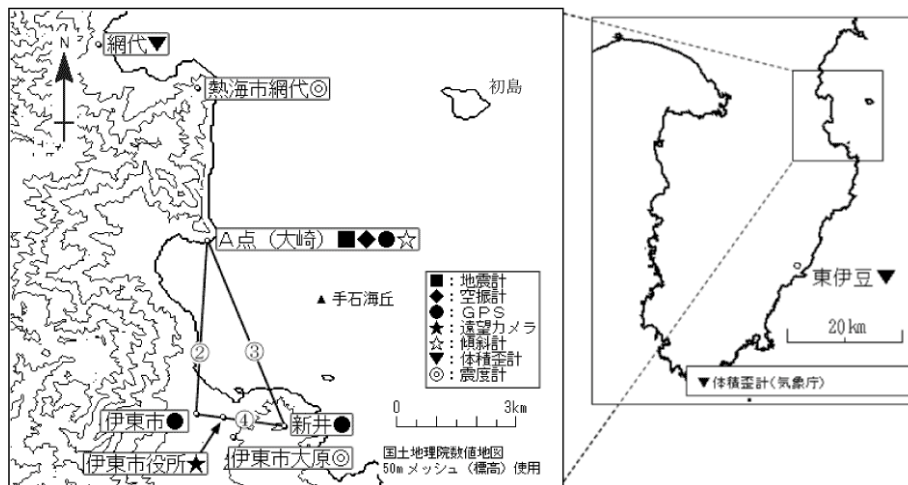 N
網代▼
熱海市網代◎
初島
A点（大崎）■◆●☆
▲ 手石海丘
■：地震計
◆：空振計
●：ＧＰＳ
★：遠望カメラ
☆：傾斜計
▼：体積歪計
◎：震度計
②
③
④
伊東市●
新井●
伊東市役所★
伊東市大原◎
0 3km
国土地理院数値地図
50m メッシュ（標高）使用
東伊豆▼
20km
▼体積歪計(気象庁)